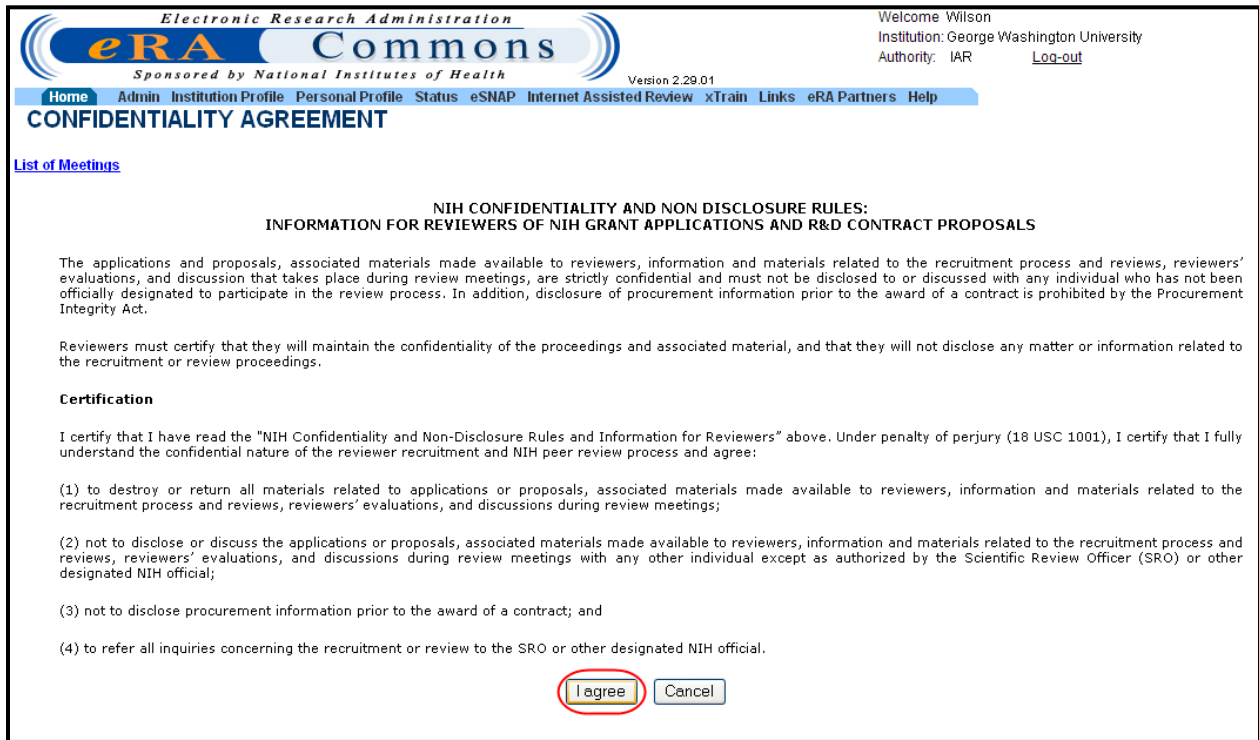 Electronic Research Administration
eRA Commons
Sponsored by National Institutes of Health
Version 2.29.01
Welcome Wilson
Institution: George Washington University
Authority: IAR Log-out
Home Admin Institution Profile Personal Profile Status eSNAP Internet Assisted Review xTrain Links eRA Partners Help
CONFIDENTIALITY AGREEMENT
List of Meetings
NIH CONFIDENTIALITY AND NON DISCLOSURE RULES:
INFORMATION FOR REVIEWERS OF NIH GRANT APPLICATIONS AND R&D CONTRACT PROPOSALS
The applications and proposals, associated materials made available to reviewers, information and materials related to the recruitment process and reviews, reviewers’
evaluations, and discussion that takes place during review meetings, are strictly confidential and must not be disclosed to or discussed with any individual who has not been
officially designated to participate in the review process. In addition, disclosure of procurement information prior to the award of a contract is prohibited by the Procurement
Integrity Act.
Reviewers must certify that they will maintain the confidentiality of the proceedings and associated material, and that they will not disclose any matter or information related to
the recruitment or review proceedings.
Certification
I certify that I have read the "NIH Confidentiality and Non-Disclosure Rules and Information for Reviewers” above. Under penalty of perjury (18 USC 1001), I certify that I fully
understand the confidential nature of the reviewer recruitment and NIH peer review process and agree:
(1) to destroy or return all materials related to applications or proposals, associated materials made available to reviewers, information and materials related to the
recruitment process and reviews, reviewers’ evaluations, and discussions during review meetings;
(2) not to disclose or discuss the applications or proposals, associated materials made available to reviewers, information and materials related to the recruitment process and
reviews, reviewers’ evaluations, and discussions during review meetings with any other individual except as authorized by the Scientific Review Officer (SRO) or other
designated NIH official;
(3) not to disclose procurement information prior to the award of a contract; and
(4) to refer all inquiries concerning the recruitment or review to the SRO or other designated NIH official.
I agree Cancel